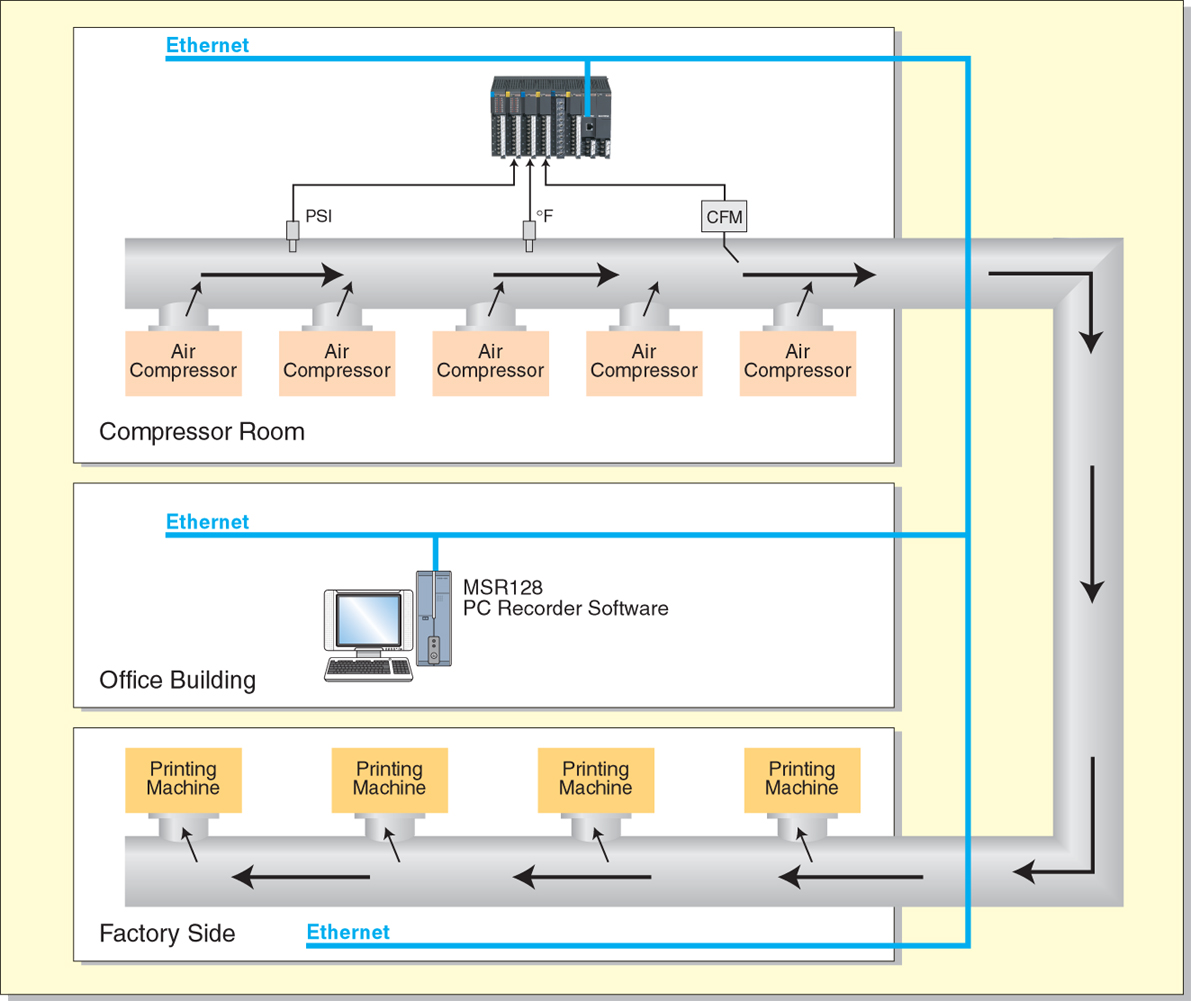 Ethernet
PSI
°F
CFM
Air
Compressor
Air
Compressor
Air
Compressor
Air
Compressor
Air
Compressor
Compressor Room
Ethernet
MSR128
PC Recorder Software
Office Building
Printing
Machine
Printing
Machine
Printing
Machine
Printing
Machine
Factory Side
Ethernet